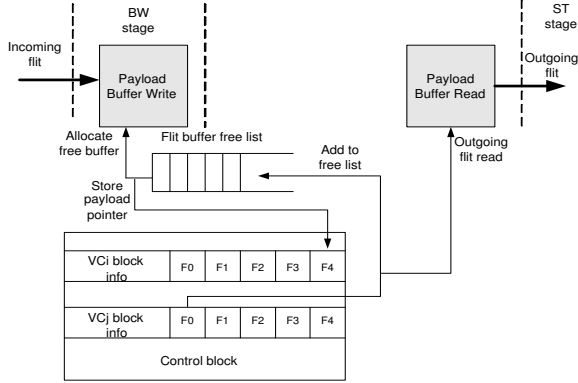 BW
stage
ST
stage
Incoming
flit
Payload
Buffer Write
Payload
Buffer Read
Outgoing
flit
Allocate
free buffer
Flit buffer free list
Add to
free list
Outgoing
flit read
Store
payload
pointer
VCi block
info
F0 F1 F2 F3 F4
VCj block
info
F0 F1 F2 F3 F4
Control block